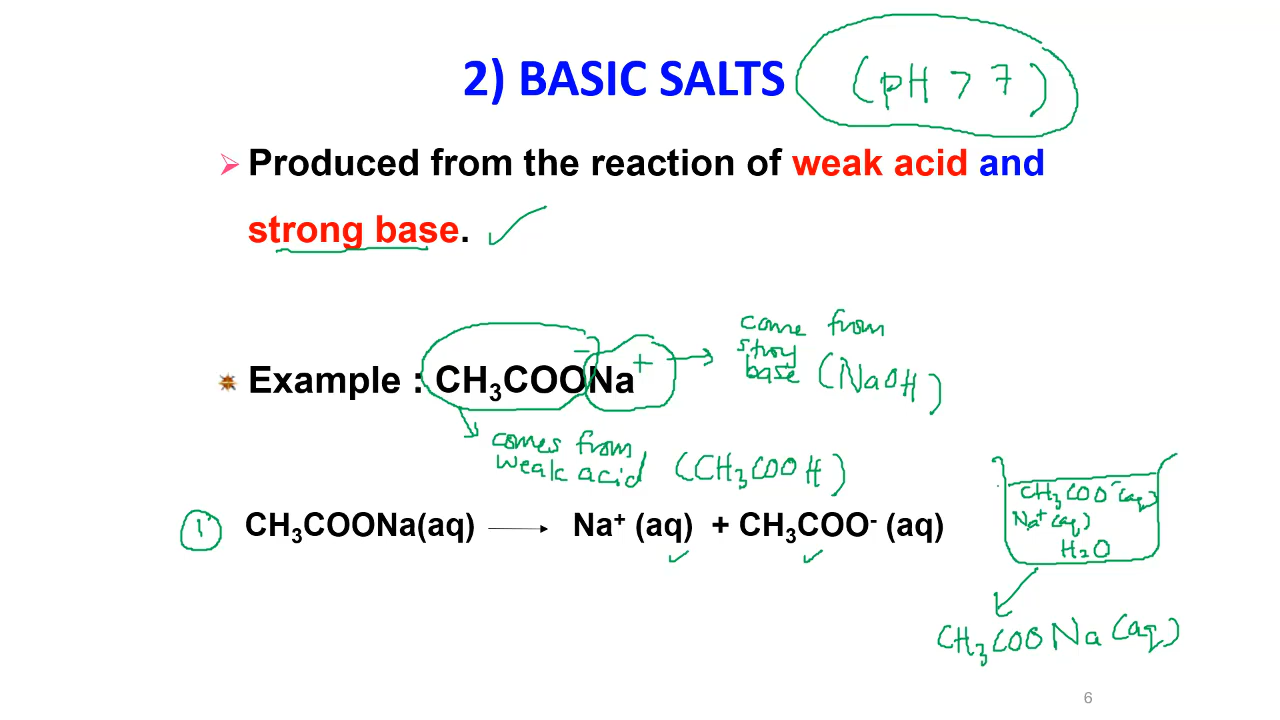 2) BASIC SALTS (pH > 7)
➢ Produced from the reaction of weak acid and
strong base. ✓
come from
strong
base (NaOH)
Example : CH₃COO⁻Na⁺
comes from
weak acid (CH₃COOH)
① CH₃COONa(aq) → Na⁺ (aq) + CH₃COO⁻ (aq)
✓ ✓
CH₃COO⁻(aq)
Na⁺(aq)
H₂O
CH₃COONa(aq)
6